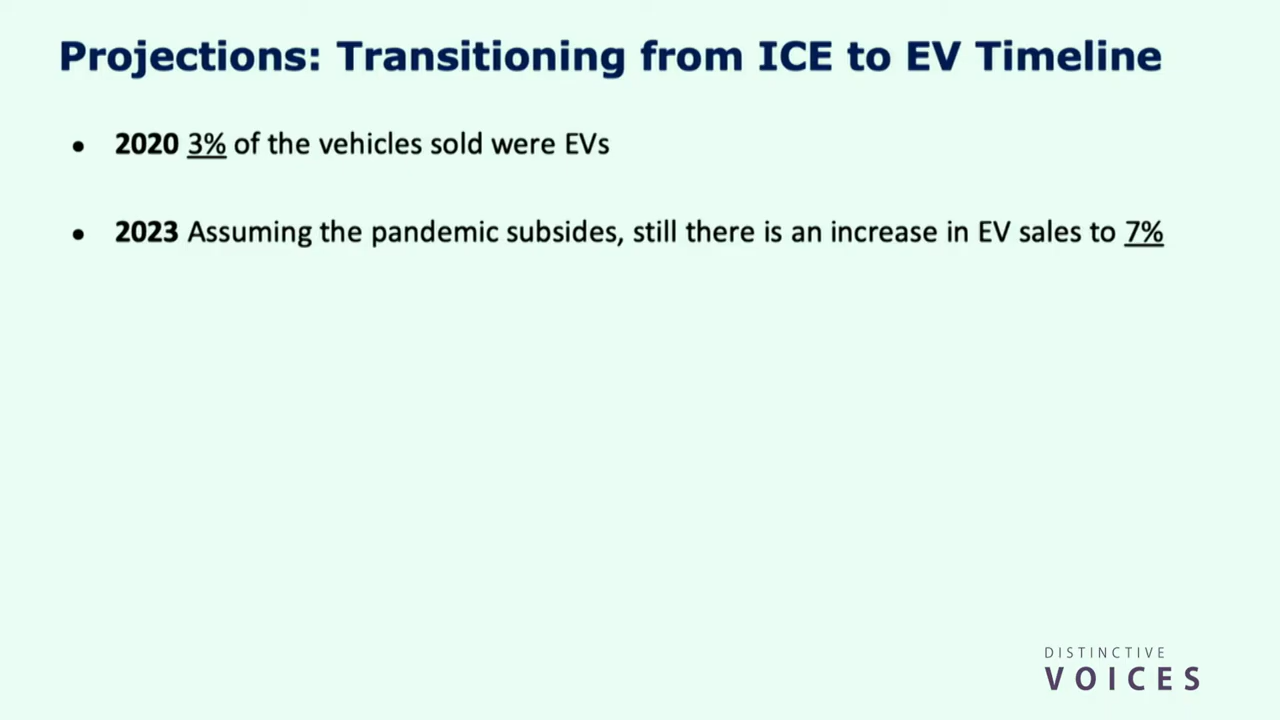 Projections: Transitioning from ICE to EV Timeline
• 2020 3% of the vehicles sold were EVs
• 2023 Assuming the pandemic subsides, still there is an increase in EV sales to 7%
DISTINCTIVE
VOICES